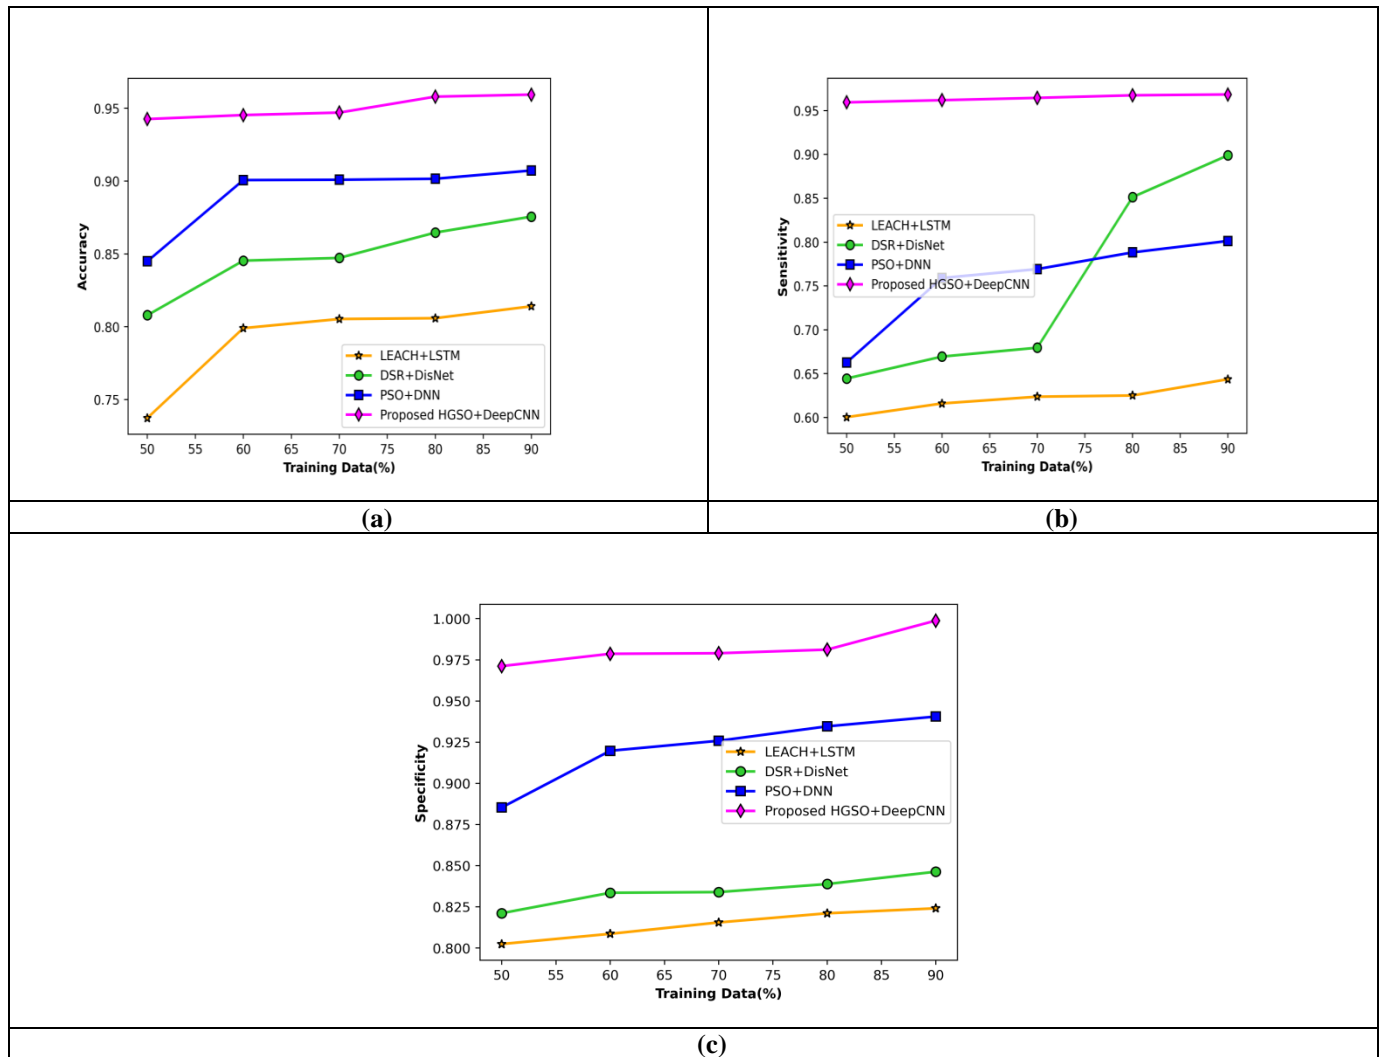 0.95
0.90
0.85
0.80
0.75
Accuracy
LEACH+LSTM
DSR+DisNet
PSO+DNN
Proposed HGSO+DeepCNN
50 55 60 65 70 75 80 85 90
Training Data(%)
(a)
0.95
0.90
0.85
0.80
0.75
0.70
0.65
0.60
Sensitivity
LEACH+LSTM
DSR+DisNet
PSO+DNN
Proposed HGSO+DeepCNN
50 55 60 65 70 75 80 85 90
Training Data(%)
(b)
1.000
0.975
0.950
0.925
0.900
0.875
0.850
0.825
0.800
Specificity
LEACH+LSTM
DSR+DisNet
PSO+DNN
Proposed HGSO+DeepCNN
50 55 60 65 70 75 80 85 90
Training Data(%)
(c)